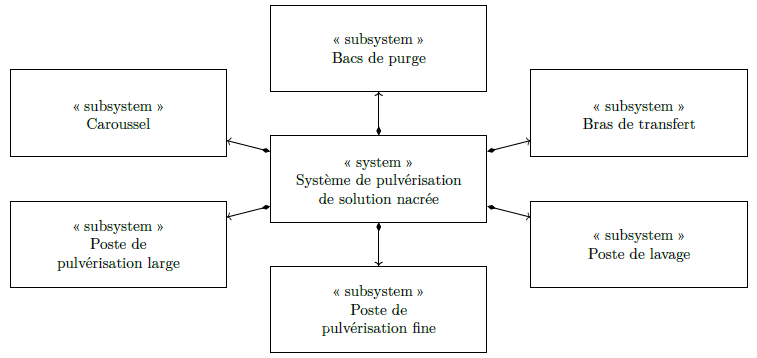 « subsystem »
Bacs de purge
« subsystem »
Caroussel
« subsystem »
Bras de transfert
« system »
Système de pulvérisation
de solution nacrée
« subsystem »
Poste de
pulvérisation large
« subsystem »
Poste de lavage
« subsystem »
Poste de
pulvérisation fine